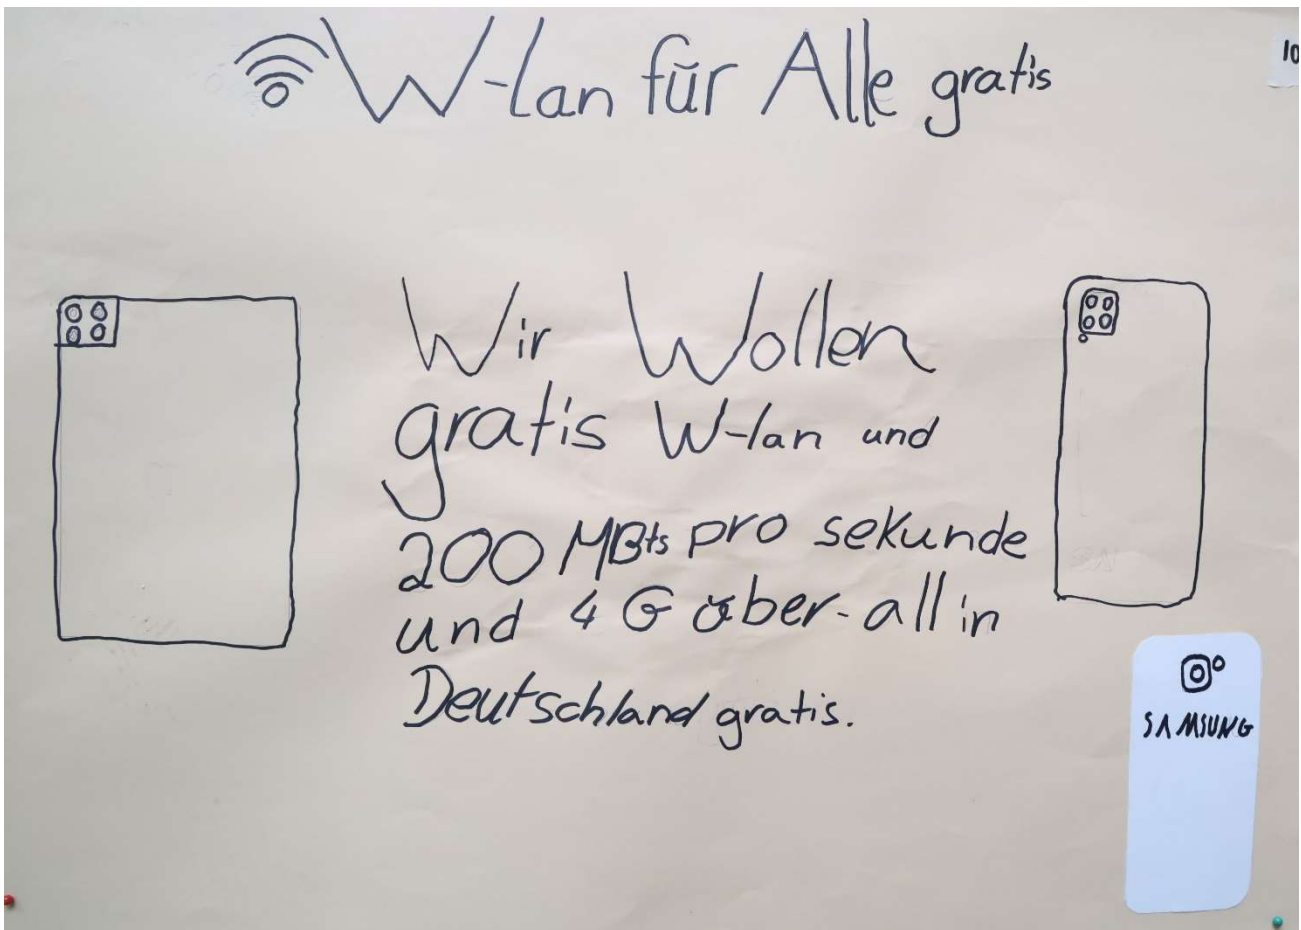 W-lan für Alle gratis
10
Wir Wollen
gratis W-lan und
200 MBts pro sekunde
und 4 G über-all in
Deutschland gratis.
SAMSUNG